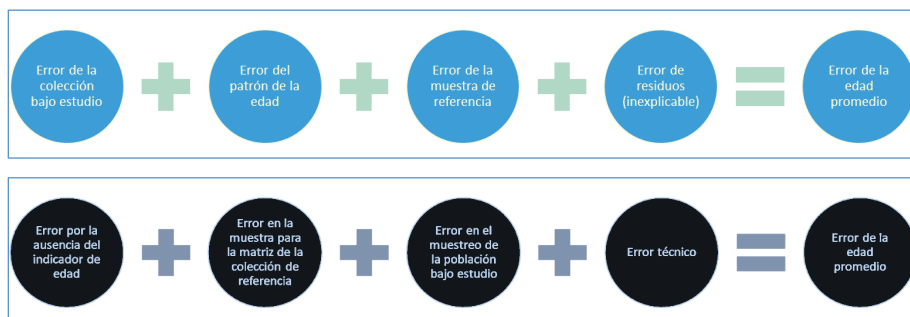 Error de la
colección
bajo estudio
Error del
patrón de la
edad
Error de la
muestra de
referencia
Error de
residuos
(inexplicable)
Error de la
edad
promedio
Error por la
ausencia del
indicador de
edad
Error en la
muestra para
la matriz de la
colección de
referencia
Error en el
muestreo de
la población
bajo estudio
Error técnico
Error de la
edad
promedio